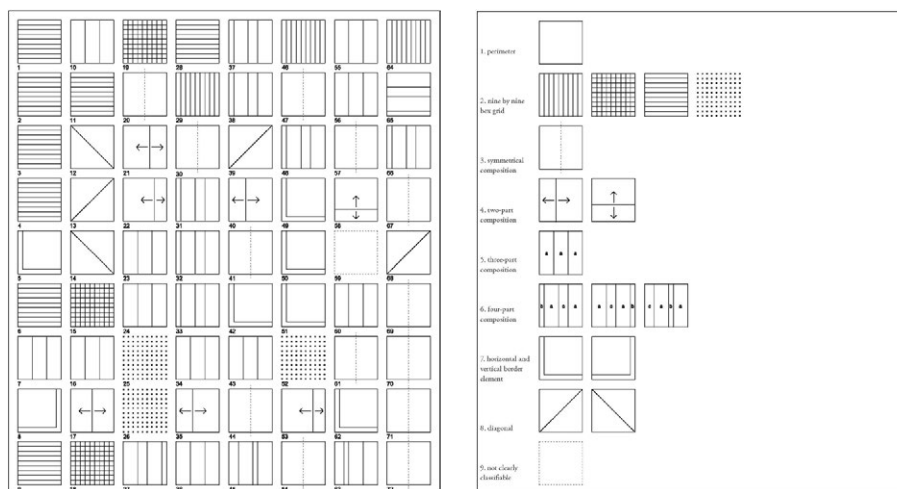 1 10 19 28 37 46 55 64
2 11 20 29 38 47 56 65
3 12 21 30 39 48 57 66
4 13 22 31 40 49 58 67
5 14 23 32 41 50 59 68
6 15 24 33 42 51 60 69
7 16 25 34 43 52 61 70
8 17 26 35 44 53 62 71
1. perimeter
2. nine by nine
box grid
3. symmetrical
composition
4. two-part
composition
5. three-part
composition
a a a
6. four-part
composition
7. horizontal and
vertical border
element
8. diagonal
9. not clearly
classifiable